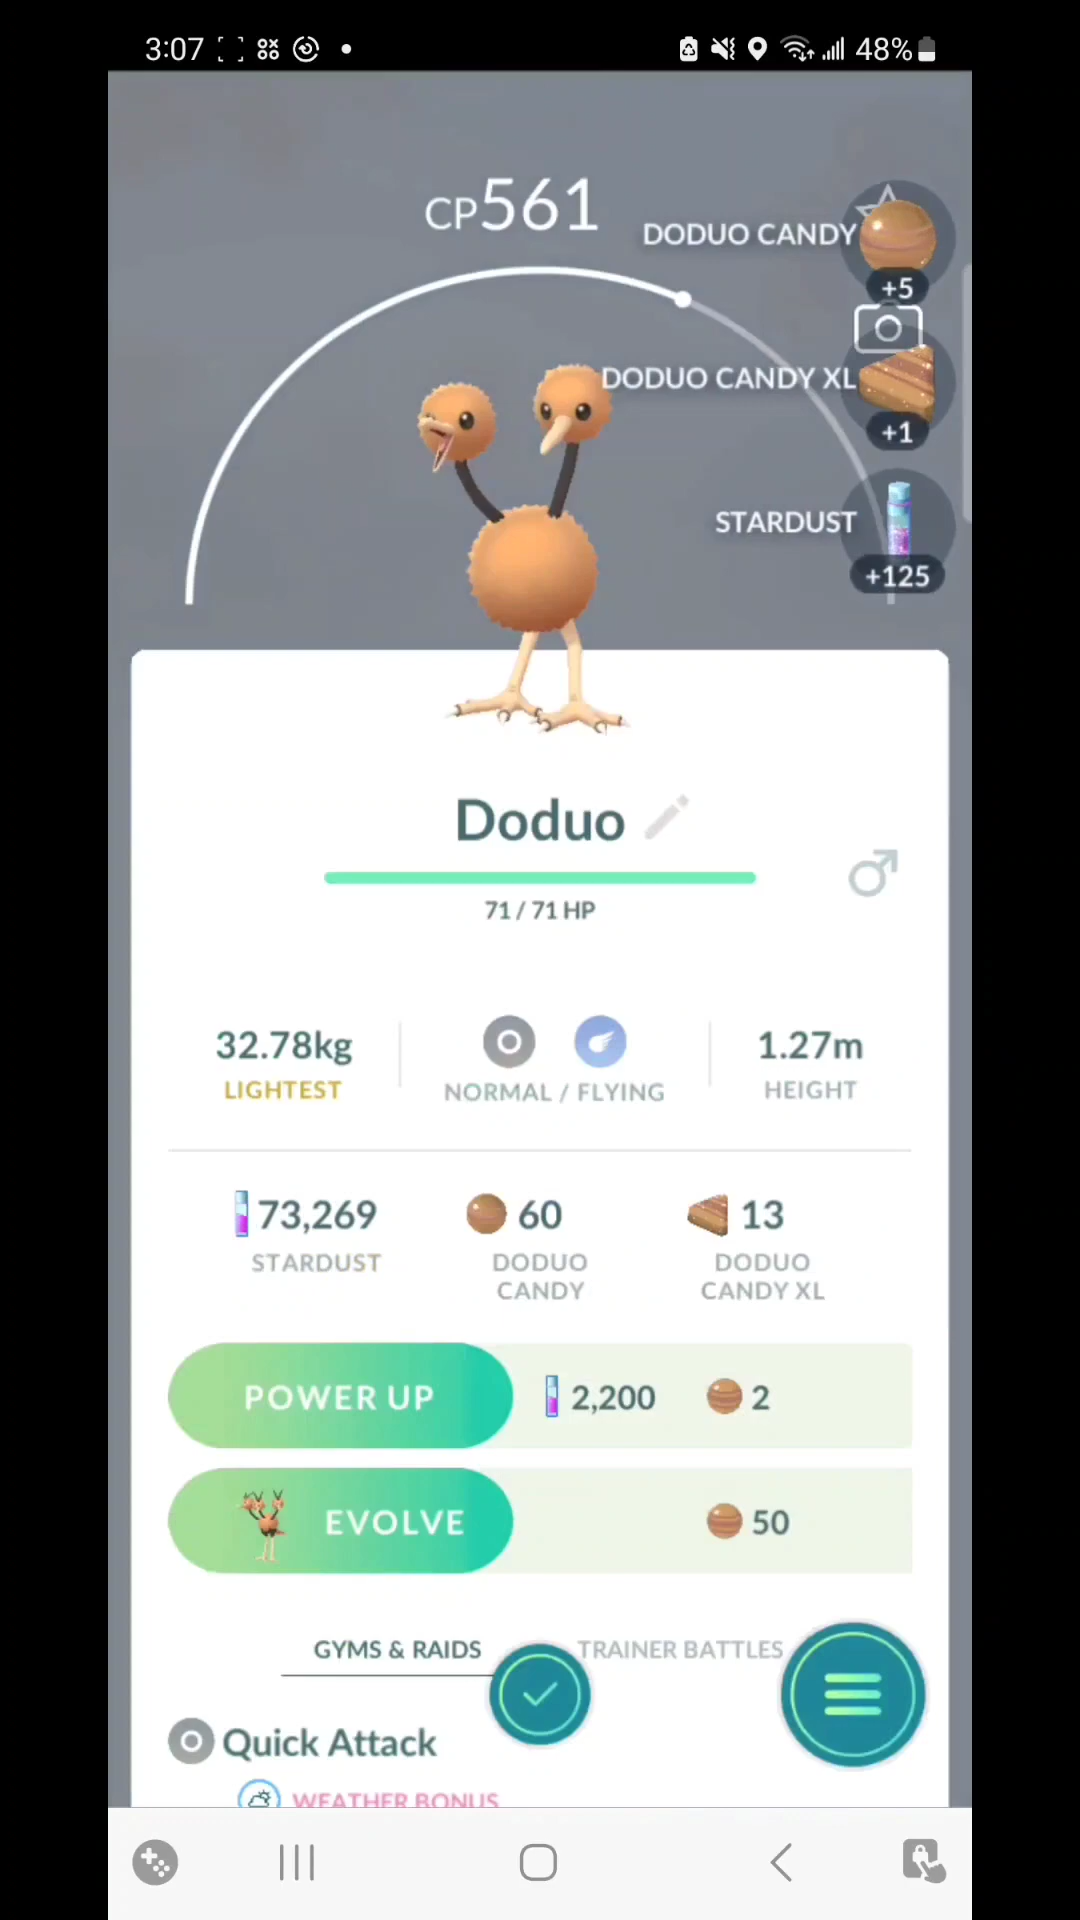 3:07
48%
CP561
DODUO CANDY
+5
DODUO CANDY XL
+1
STARDUST
+125
Doduo
71 / 71 HP
32.78kg
LIGHTEST
NORMAL / FLYING
1.27m
HEIGHT
73,269
STARDUST
60
DODUO
CANDY
13
DODUO
CANDY XL
POWER UP
2,200
2
EVOLVE
50
GYMS & RAIDS
TRAINER BATTLES
Quick Attack
WEATHER BONUS